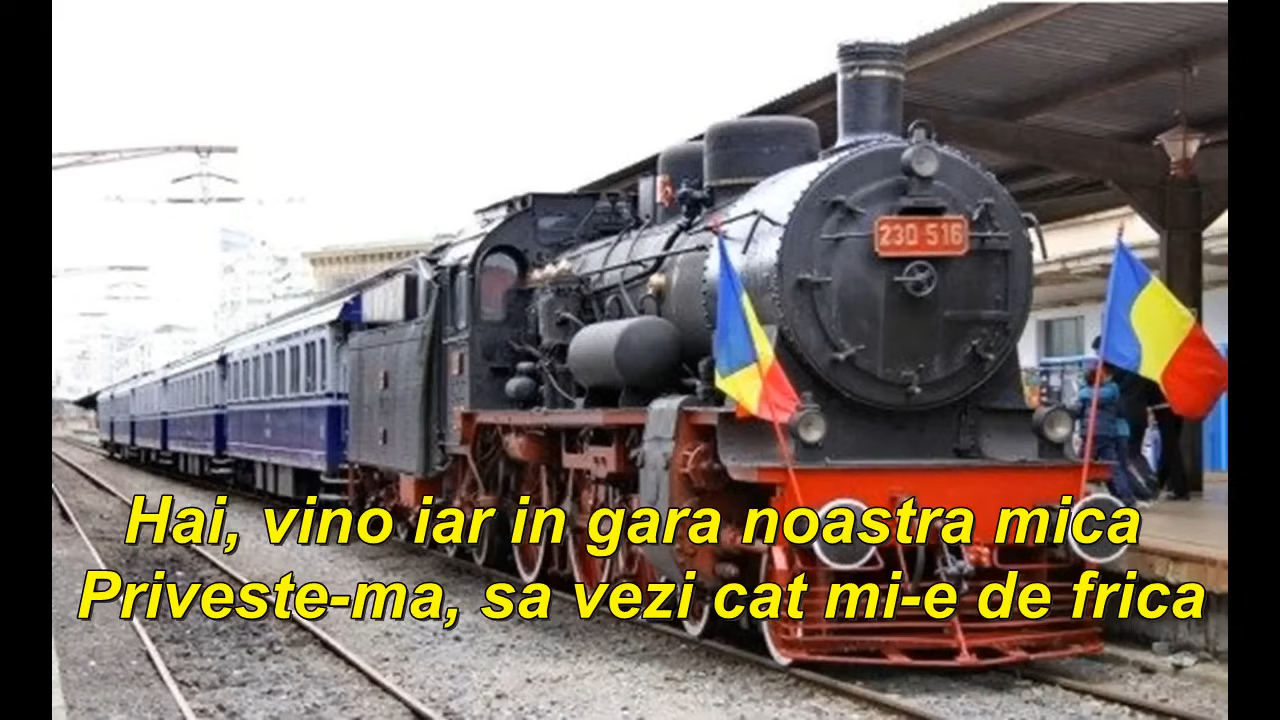 230 516
Hai, vino iar in gara noastra mica
Priveste-ma, sa vezi cat mi-e de frica